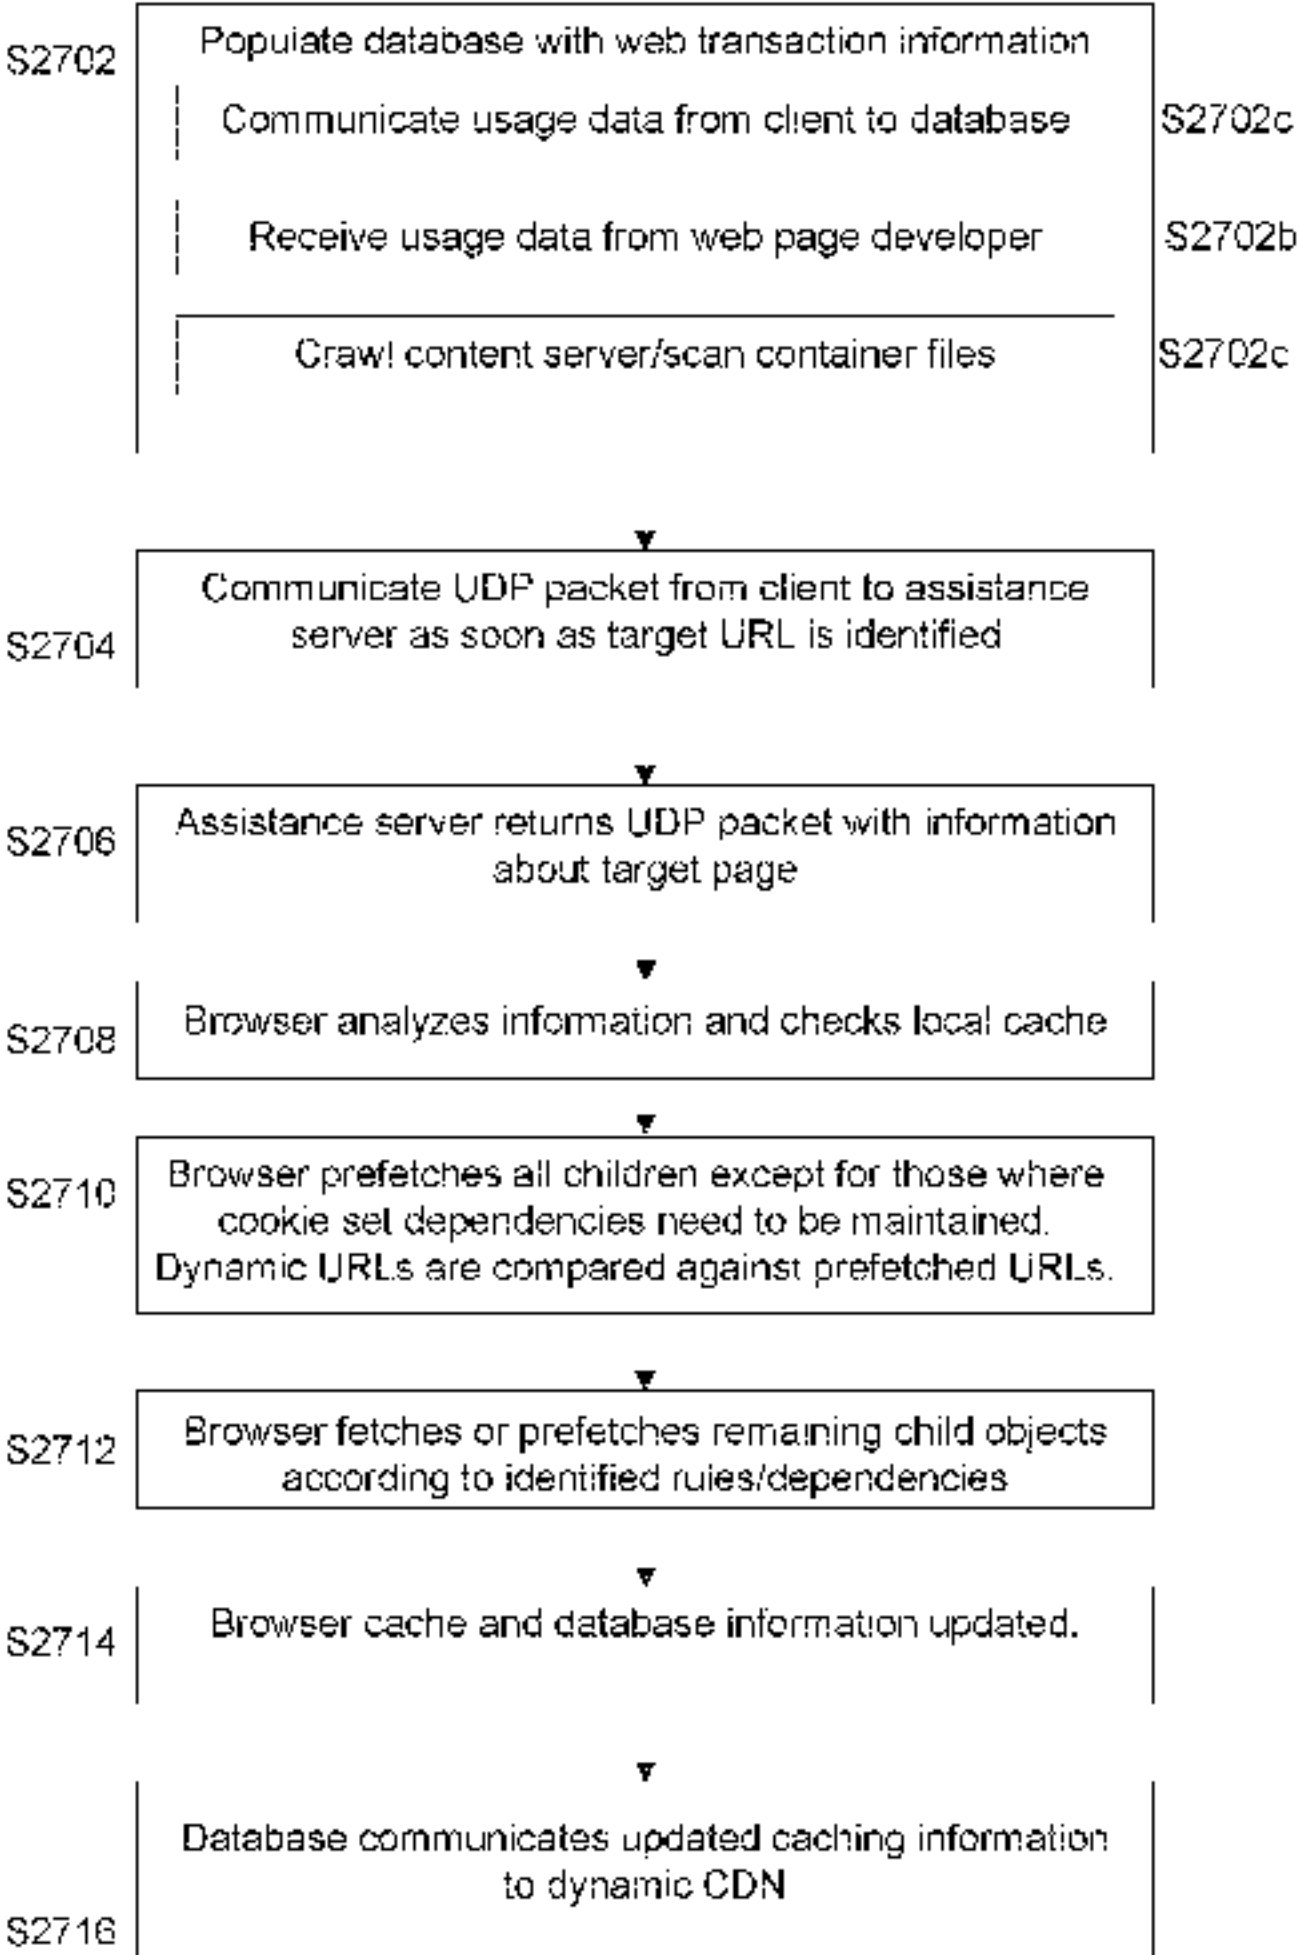 S2702
Populate database with web transaction information
Communicate usage data from client to database
S2702c
Receive usage data from web page developer
S2702b
Crawl content server/scan container files
S2702c
Communicate UDP packet from client to assistance
server as soon as target URL is identified
S2704
Assistance server returns UDP packet with information
about target page
S2706
Browser analyzes information and checks local cache
S2708
Browser prefetches all children except for those where
cookie set dependencies need to be maintained.
Dynamic URLs are compared against prefetched URLs.
S2710
Browser fetches or prefetches remaining child objects
according to identified rules/dependencies
S2712
Browser cache and database information updated.
S2714
Database communicates updated caching information
to dynamic CDN
S2716